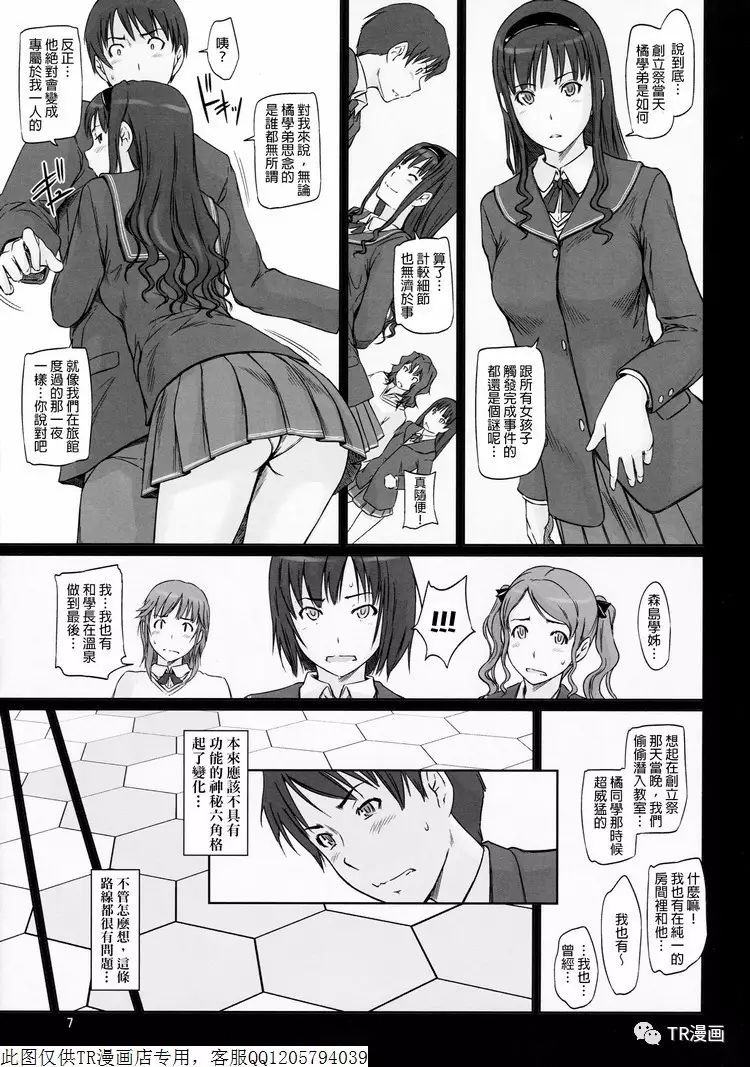 說到底…
創立祭當天
橘學弟是如何
跟所有女孩子
觸發完成事件的
都還是個謎呢…
算了…
計較細節
也無濟於事
真隨便！
咦？
對我來說，無論
橘學弟思念的
是誰都無所謂
反正…
他絕對會變成
專屬於我一人的
就像我們在旅館
度過的那一夜
一樣…你說對吧
森島學姊…
!!!
我…我也有
和學長在溫泉
做到最後…
想起在創立祭
那天當晚，我們
偷偷潛入教室…
橘同學那時候
超威猛的
什麼嘛！
我也有在純一的
房間裡和他…
我也有～
…我也
曾經…
本來應該不具有
功能的神秘六角格
起了變化…
不管怎麼想，這條
路線都很有問題…
7
TR漫画
此图仅供TR漫画店专用，客服QQ1205794039